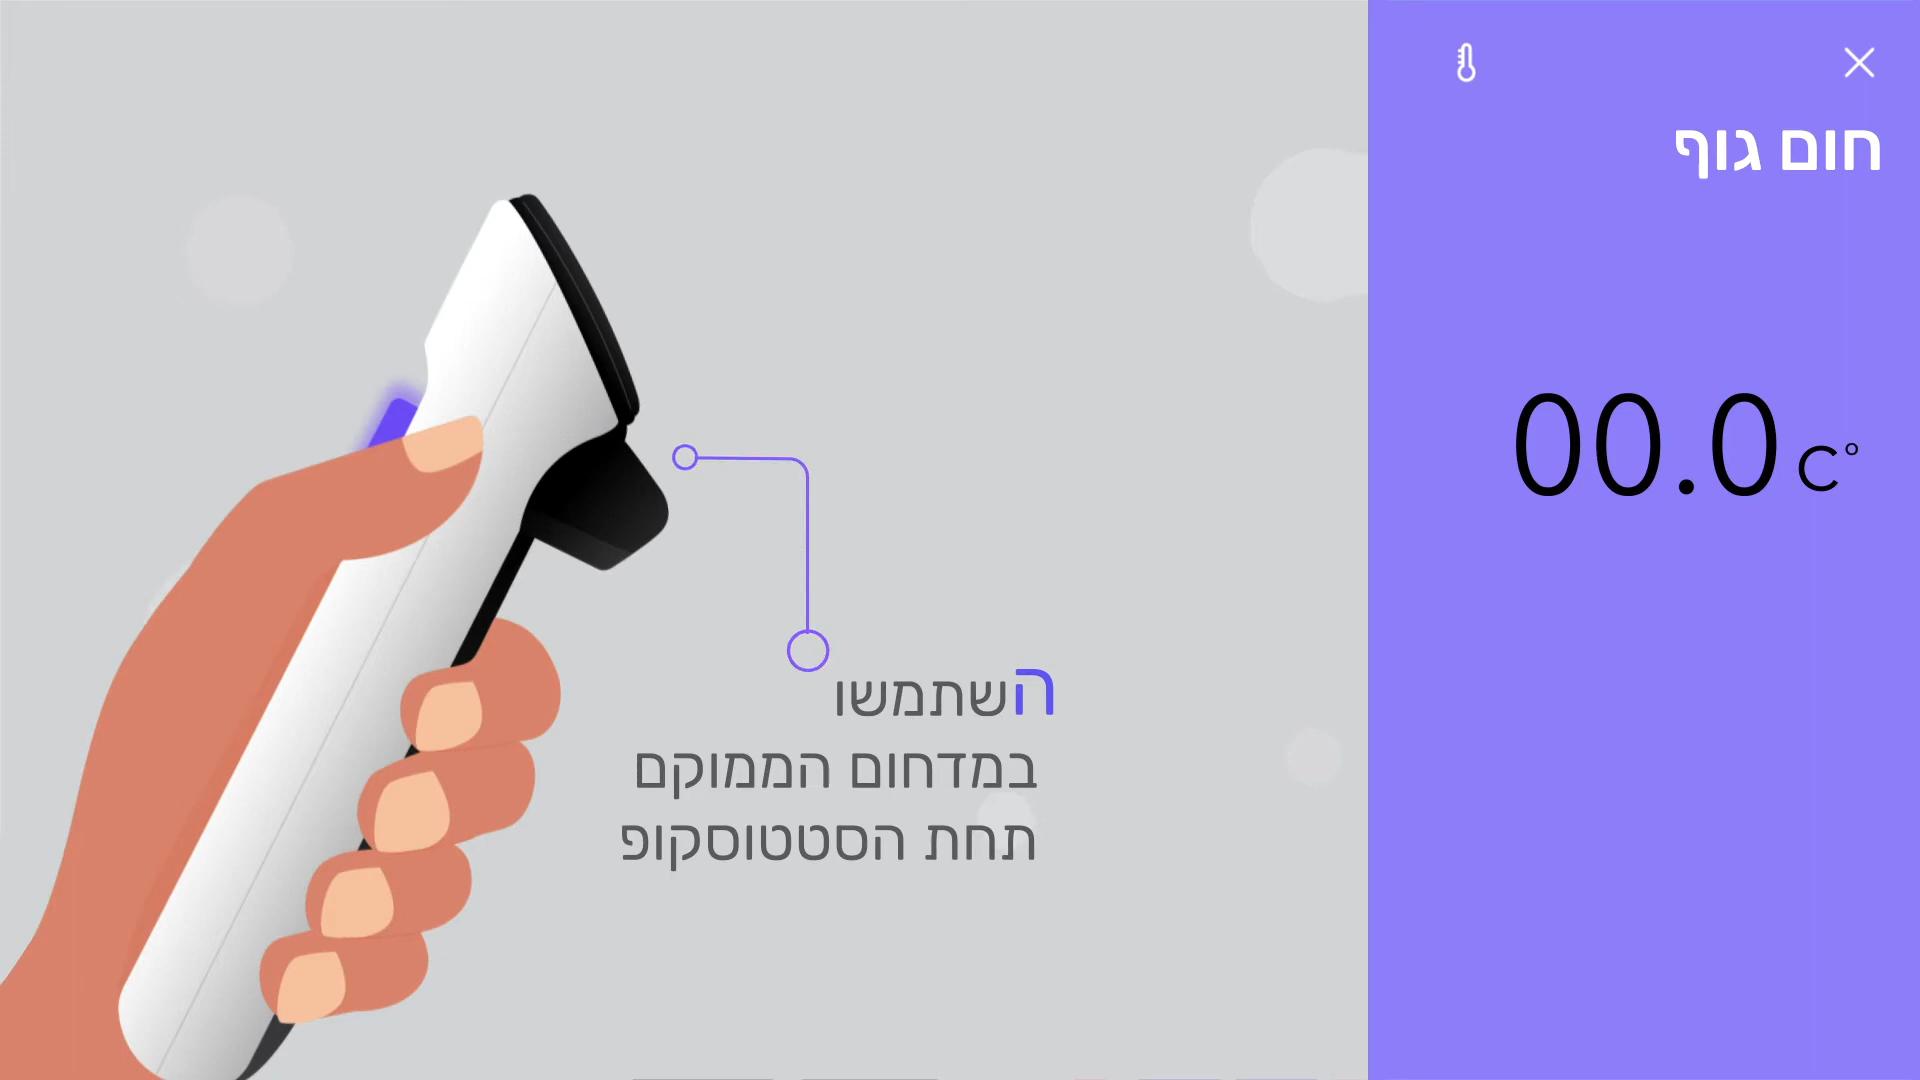 חום גוף
00.0 C°
השתמשו
במדחום הממוקם
תחת הסטטוסקופ